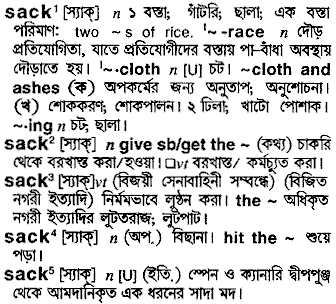 sack¹ [স্যাক্] n ১ বস্তা; গাঁটরি; ছালা; এক বস্তা
পরিমাণ: two ~s of rice. '~ -race n দৌড়
প্রতিযোগিতা, যাতে প্রতিযোগীদের বস্তায় পা-বাঁধা অবস্থায়
দৌড়াতে হয়। '~·cloth n [U] চট। ~cloth and
ashes (ক) অপকর্মের জন্য অনুতাপ; অনুশোচনা।
(খ) শোককরণ; শোকপালন। ২ ঢিলা; খাটো পোশাক।
~·ing n চট; ছালা।
sack² [স্যাক্] n give sb/get the ~ (কথ্য) চাকরি
থেকে বরখাস্ত করা/হওয়া। □vt বরখাস্ত/ কর্মচ্যুত করা।
sack³ [স্যাক্]vt (বিজয়ী সেনাবাহিনী সম্বন্ধে) (বিজিত
নগরী ইত্যাদি) নির্মমভাবে লুণ্ঠন করা। the ~ অধিকৃত
নগরী ইত্যাদির লুটতরাজ; লুটপাট।
sack⁴ [স্যাক্] n (অপ.) বিছানা। hit the ~ শুয়ে
পড়া।
sack⁵ [স্যাক্] n [U] (ইতি.) স্পেন ও ক্যানারি দ্বীপপুঞ্জ
থেকে আমদানিকৃত এক ধরনের সাদা মদ।